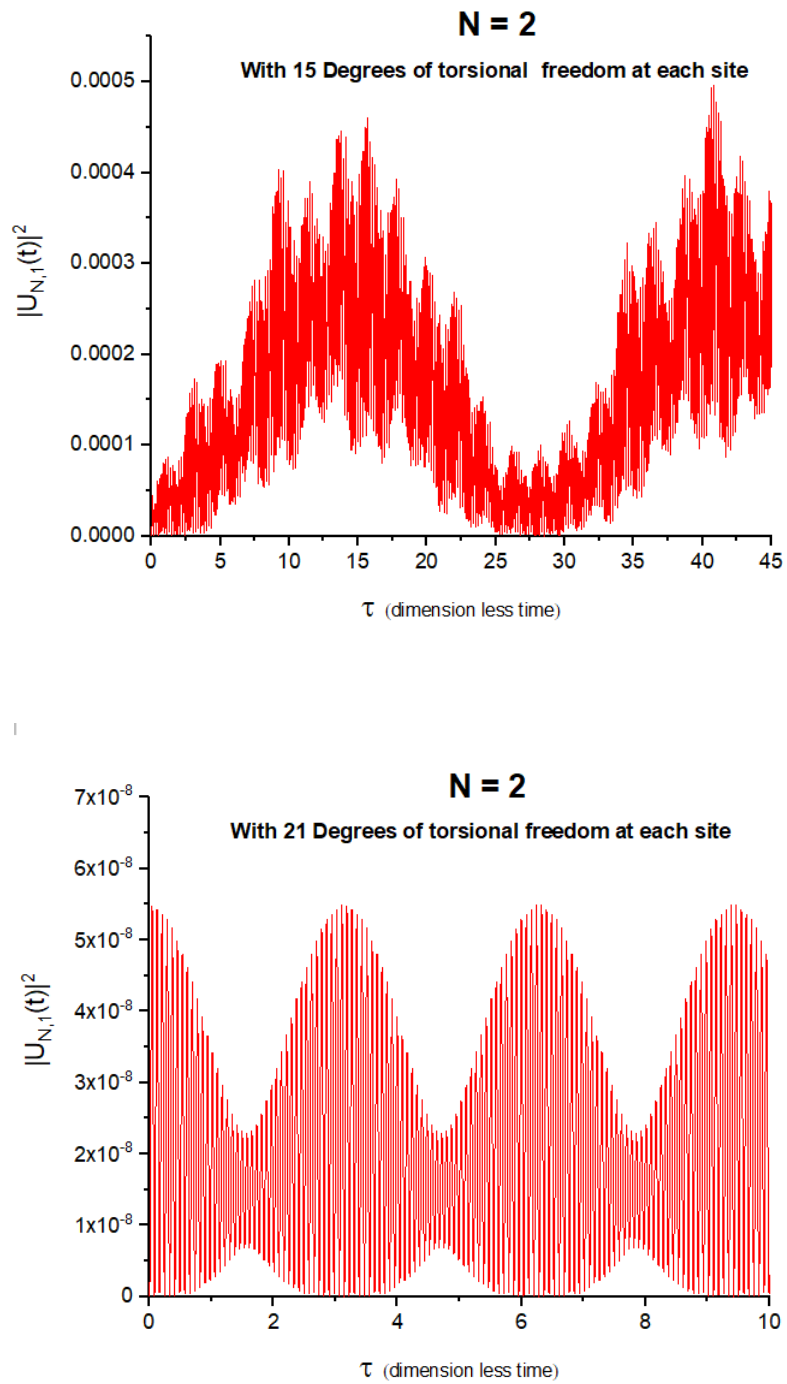 N = 2
With 15 Degrees of torsional freedom at each site
|U_{N,1}(t)|^2
0.0005
0.0004
0.0003
0.0002
0.0001
0.0000
0 5 10 15 20 25 30 35 40 45
τ (dimension less time)
N = 2
With 21 Degrees of torsional freedom at each site
|U_{N,1}(t)|^2
7x10^{-8}
6x10^{-8}
5x10^{-8}
4x10^{-8}
3x10^{-8}
2x10^{-8}
1x10^{-8}
0
0 2 4 6 8 10
τ (dimension less time)